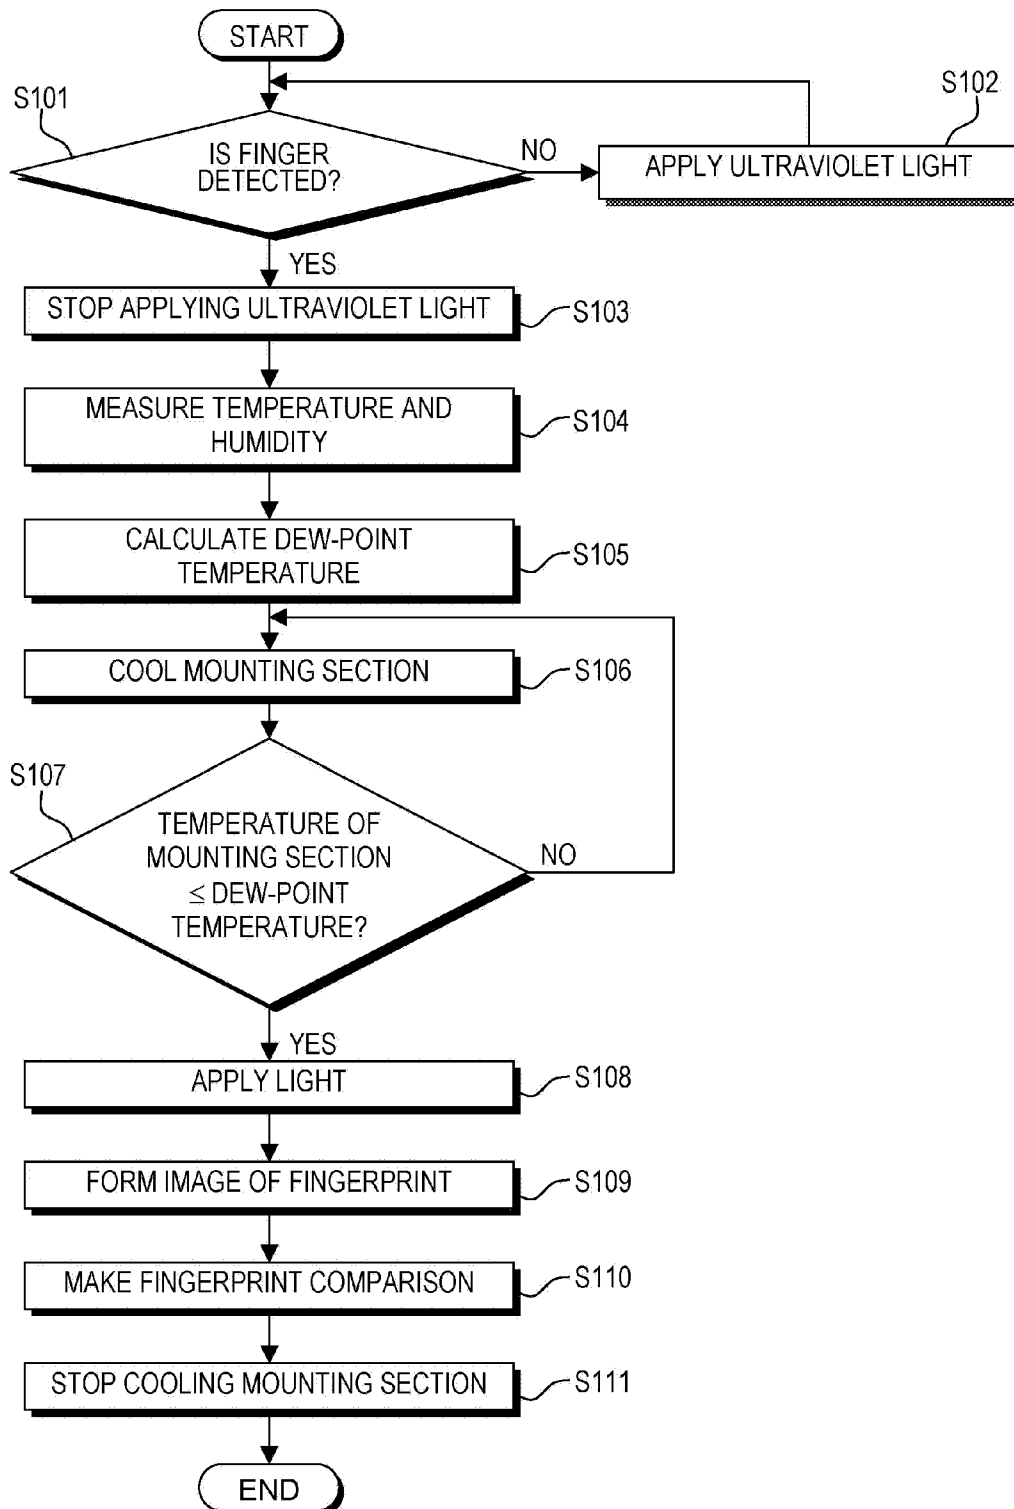 START
S101
S102
IS FINGER
DETECTED?
NO
APPLY ULTRAVIOLET LIGHT
YES
STOP APPLYING ULTRAVIOLET LIGHT
S103
MEASURE TEMPERATURE AND
HUMIDITY
S104
CALCULATE DEW-POINT
TEMPERATURE
S105
COOL MOUNTING SECTION
S106
S107
TEMPERATURE OF
MOUNTING SECTION
≤ DEW-POINT
TEMPERATURE?
NO
YES
APPLY LIGHT
S108
FORM IMAGE OF FINGERPRINT
S109
MAKE FINGERPRINT COMPARISON
S110
STOP COOLING MOUNTING SECTION
S111
END